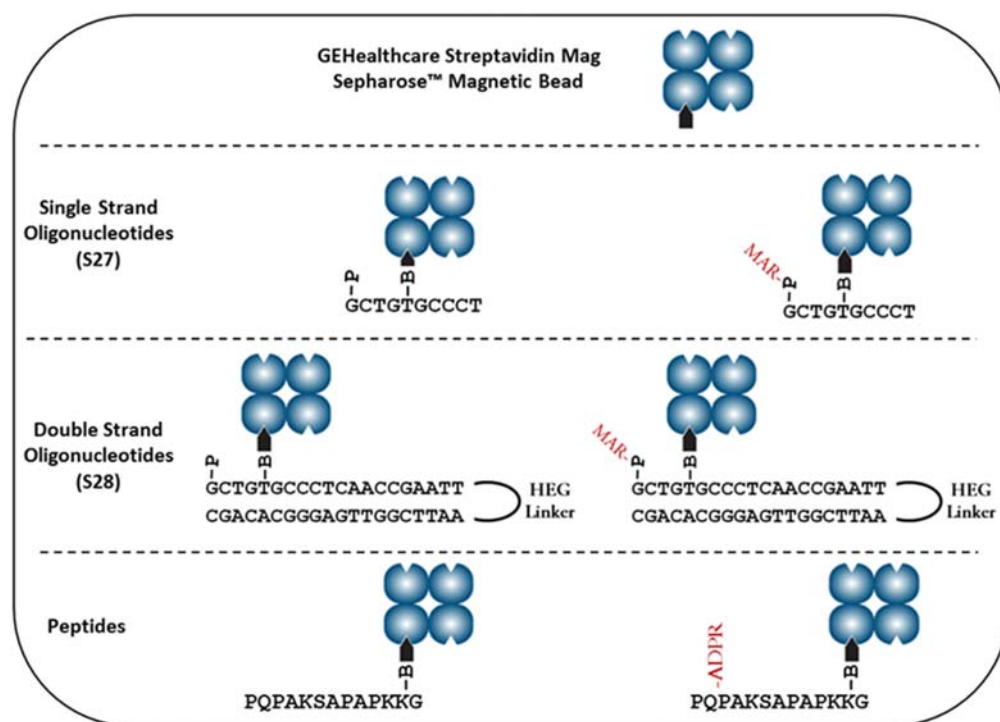 GEHealthcare Streptavidin Mag
Sepharose™ Magnetic Bead
Single Strand
Oligonucleotides
(S27)
P
B
GCTGTGCCCT
MAR-P
B
GCTGTGCCCT
Double Strand
Oligonucleotides
(S28)
P
B
GCTGTGCCCTCAACCGAATT
CGACACGGGAGTTGGCTTAA
HEG
Linker
MAR-P
B
GCTGTGCCCTCAACCGAATT
CGACACGGGAGTTGGCTTAA
HEG
Linker
Peptides
B
PQPAKSAPAPKKG
-ADPR
B
PQPAKSAPAPKKG